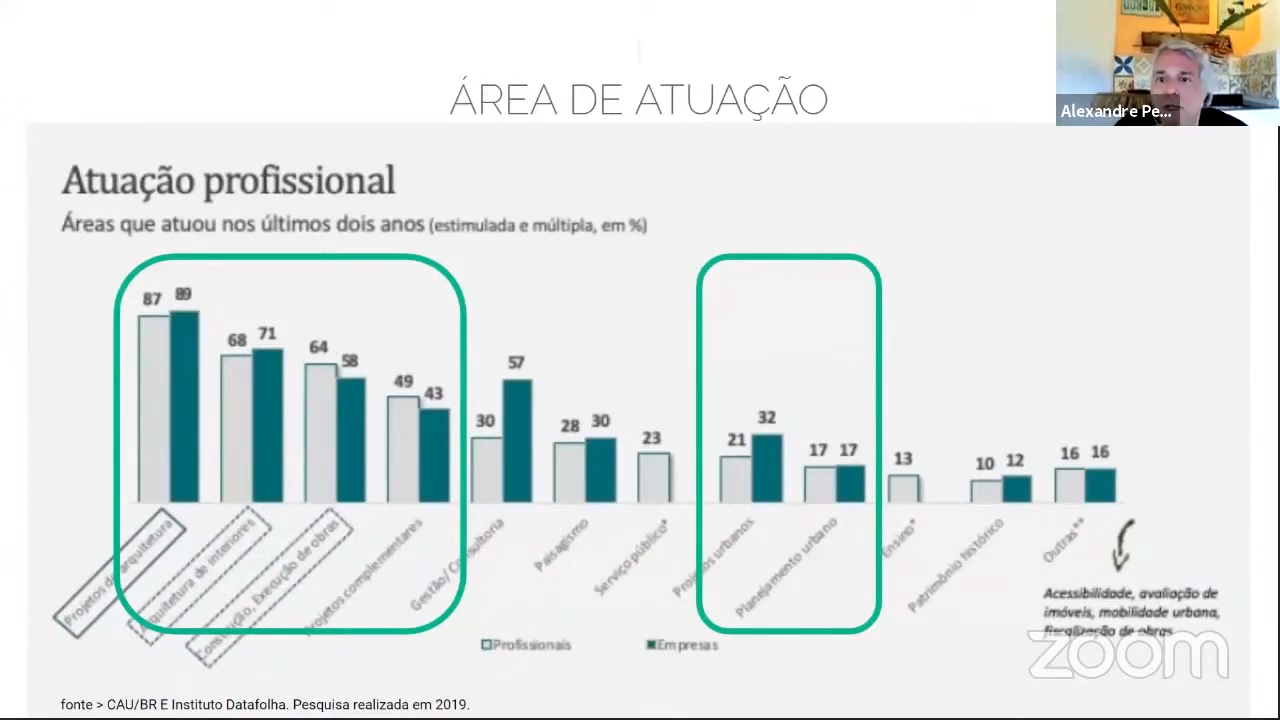 ÁREA DE ATUAÇÃO
Alexandre Pe...
Atuação profissional
Áreas que atuou nos últimos dois anos (estimulada e múltipla, em %)
87 89
68 71
64 58
49 43
30 57
28 30
23
21 32
17 17
13
10 12
16 16
Projetos de arquitetura
Arquitetura de interiores
Construção, Execução de obras
Projetos complementares
Gestão/ Consultoria
Paisagismo
Serviço público*
Projetos urbanos
Planejamento urbano
Ensino*
Patrimônio histórico
Outras**
Acessibilidade, avaliação de
imóveis, mobilidade urbana,
fiscalização de obras
Profissionais
Empresas
zoom
fonte > CAU/BR E Instituto Datafolha. Pesquisa realizada em 2019.